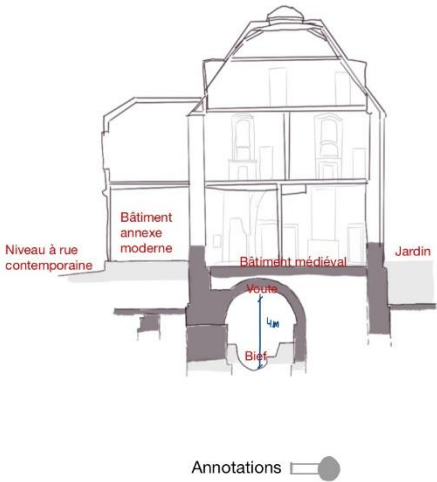 Bâtiment
annexe
moderne
Niveau à rue
contemporaine
Bâtiment médiéval
Jardin
Voute
4m
Bief
Annotations